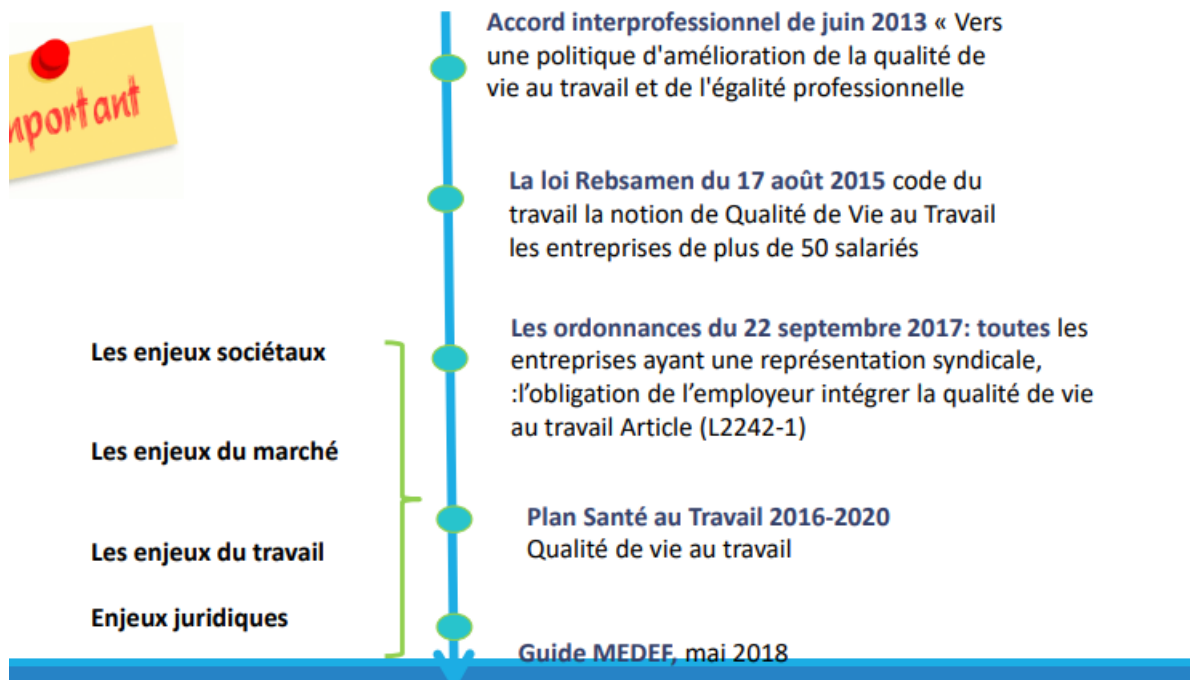 Accord interprofessionnel de juin 2013 « Vers
une politique d'amélioration de la qualité de
vie au travail et de l'égalité professionnelle
La loi Rebsamen du 17 août 2015 code du
travail la notion de Qualité de Vie au Travail
les entreprises de plus de 50 salariés
Les ordonnances du 22 septembre 2017: toutes les
entreprises ayant une représentation syndicale,
:l’obligation de l’employeur intégrer la qualité de vie
au travail Article (L2242-1)
Plan Santé au Travail 2016-2020
Qualité de vie au travail
Guide MEDEF, mai 2018
Les enjeux sociétaux
Les enjeux du marché
Les enjeux du travail
Enjeux juridiques